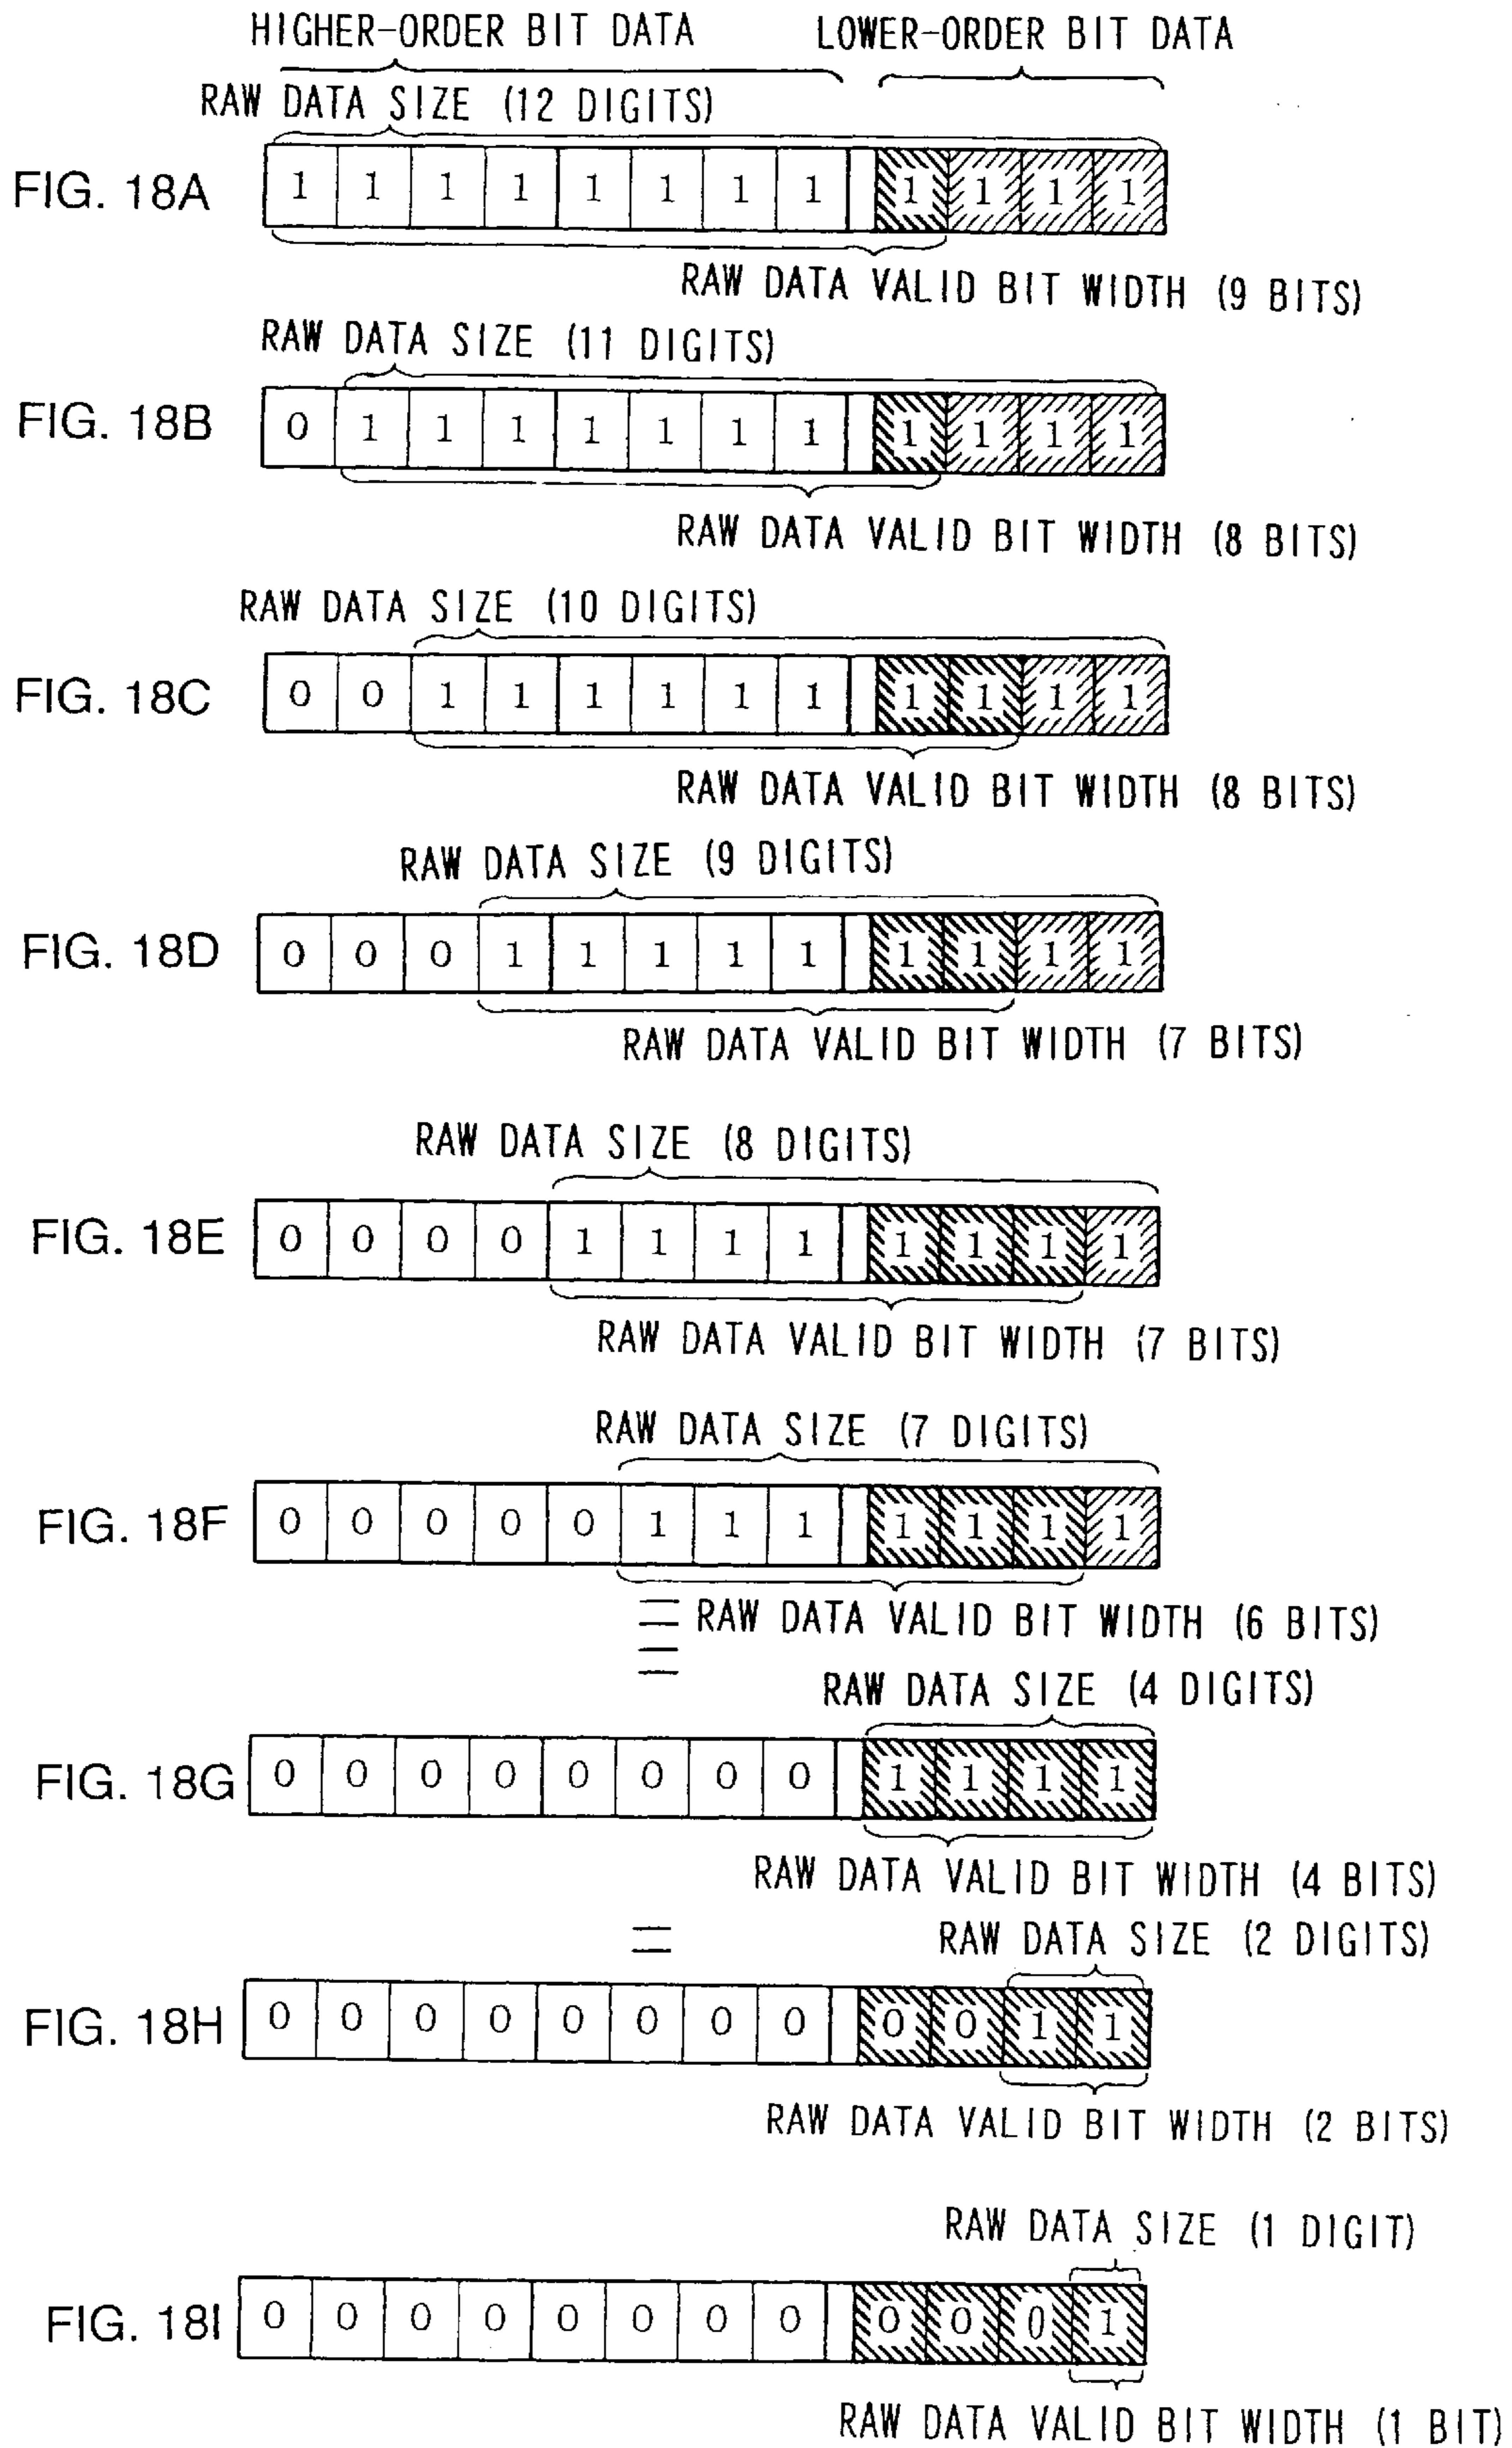 HIGHER-ORDER BIT DATA LOWER-ORDER BIT DATA
RAW DATA SIZE (12 DIGITS)
FIG. 18A 1 1 1 1 1 1 1 1 1 1 1 1
RAW DATA VALID BIT WIDTH (9 BITS)
RAW DATA SIZE (11 DIGITS)
FIG. 18B 0 1 1 1 1 1 1 1 1 1 1 1
RAW DATA VALID BIT WIDTH (8 BITS)
RAW DATA SIZE (10 DIGITS)
FIG. 18C 0 0 1 1 1 1 1 1 1 1 1 1
RAW DATA VALID BIT WIDTH (8 BITS)
RAW DATA SIZE (9 DIGITS)
FIG. 18D 0 0 0 1 1 1 1 1 1 1 1 1
RAW DATA VALID BIT WIDTH (7 BITS)
RAW DATA SIZE (8 DIGITS)
FIG. 18E 0 0 0 0 1 1 1 1 1 1 1 1
RAW DATA VALID BIT WIDTH (7 BITS)
RAW DATA SIZE (7 DIGITS)
FIG. 18F 0 0 0 0 0 1 1 1 1 1 1 1
RAW DATA VALID BIT WIDTH (6 BITS)
RAW DATA SIZE (4 DIGITS)
FIG. 18G 0 0 0 0 0 0 0 0 1 1 1 1
RAW DATA VALID BIT WIDTH (4 BITS)
RAW DATA SIZE (2 DIGITS)
FIG. 18H 0 0 0 0 0 0 0 0 0 0 1 1
RAW DATA VALID BIT WIDTH (2 BITS)
RAW DATA SIZE (1 DIGIT)
FIG. 18I 0 0 0 0 0 0 0 0 0 0 0 1
RAW DATA VALID BIT WIDTH (1 BIT)